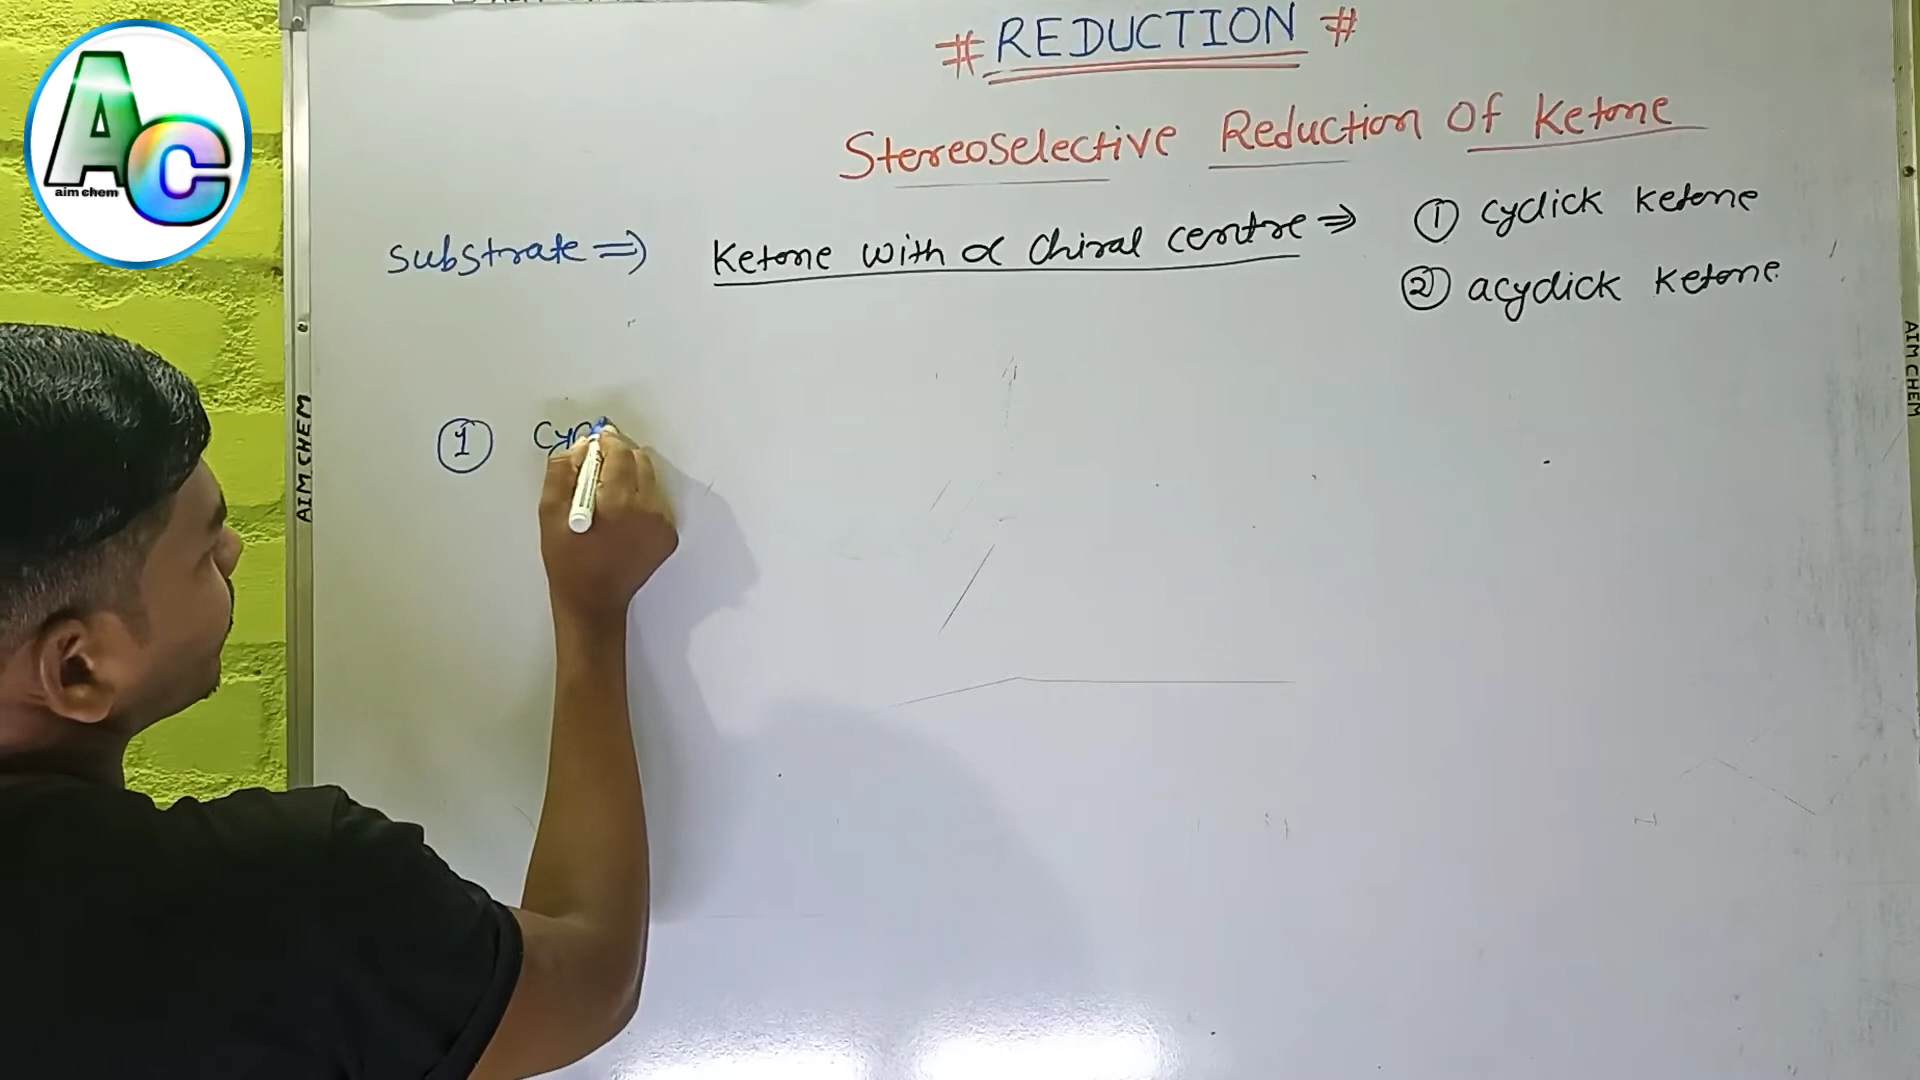 # REDUCTION #
Stereoselective Reduction Of Ketone
Substrate => Ketone with α Chiral centre => ① cyclick ketone
② acyclick ketone
①
AC
aim chem
AIM CHEM
AIM CHEM